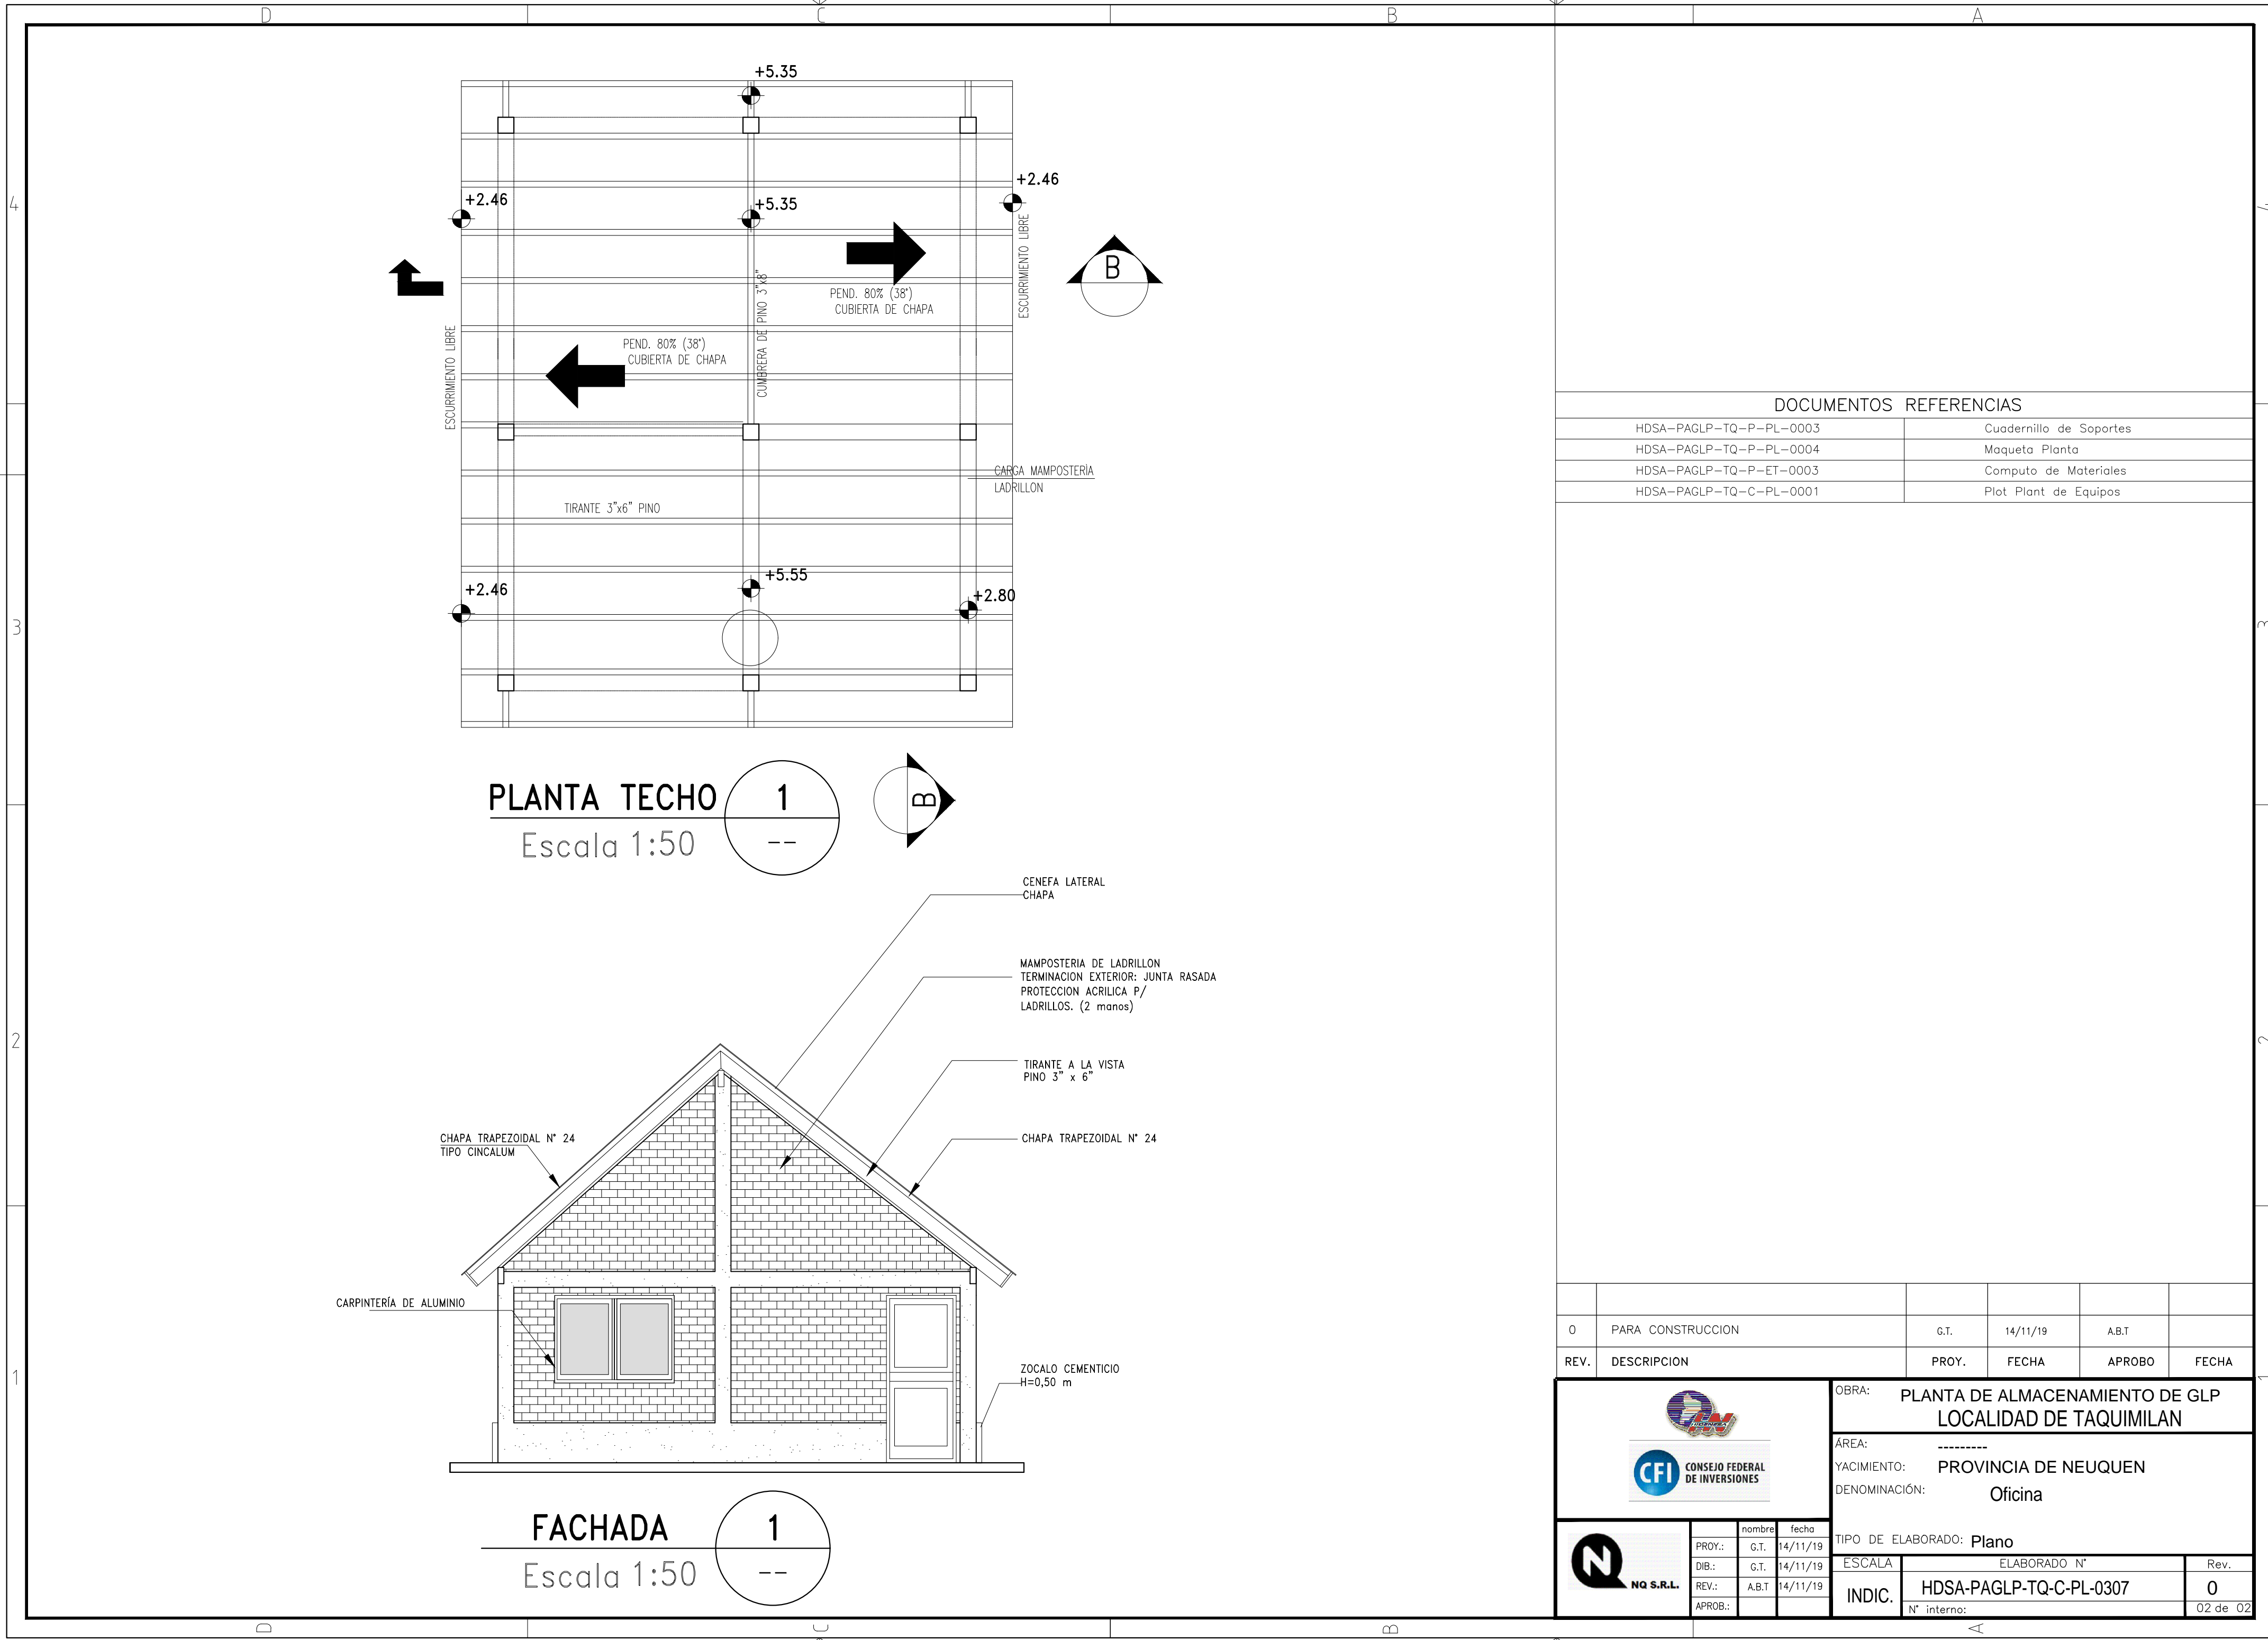 D
C
B
A
4
3
2
1
+5.35
+2.46
+5.35
+2.46
ESCURRIMIENTO LIBRE
B
CUMBRERA DE PINO 3"x8"
PEND. 80% (38°)
CUBIERTA DE CHAPA
PEND. 80% (38°)
CUBIERTA DE CHAPA
ESCURRIMIENTO LIBRE
CARGA MAMPOSTERÌA
LADRILLON
TIRANTE 3"x6" PINO
+2.46
+5.55
+2.80
PLANTA TECHO
1
Escala 1:50
--
B
CENEFA LATERAL
CHAPA
MAMPOSTERIA DE LADRILLON
TERMINACION EXTERIOR: JUNTA RASADA
PROTECCION ACRILICA P/
LADRILLOS. (2 manos)
TIRANTE A LA VISTA
PINO 3" x 6"
CHAPA TRAPEZOIDAL N° 24
TIPO CINCALUM
CHAPA TRAPEZOIDAL N° 24
CARPINTERÍA DE ALUMINIO
ZOCALO CEMENTICIO
H=0,50 m
FACHADA
1
Escala 1:50
--
DOCUMENTOS REFERENCIAS
HDSA-PAGLP-TQ-P-PL-0003 Cuadernillo de Soportes
HDSA-PAGLP-TQ-P-PL-0004 Maqueta Planta
HDSA-PAGLP-TQ-P-ET-0003 Computo de Materiales
HDSA-PAGLP-TQ-C-PL-0001 Plot Plant de Equipos
0 PARA CONSTRUCCION G.T. 14/11/19 A.B.T
REV. DESCRIPCION PROY. FECHA APROBO FECHA
CFI CONSEJO FEDERAL
DE INVERSIONES
OBRA: PLANTA DE ALMACENAMIENTO DE GLP
LOCALIDAD DE TAQUIMILAN
ÁREA: ---------
YACIMIENTO: PROVINCIA DE NEUQUEN
DENOMINACIÓN: Oficina
TIPO DE ELABORADO: Plano
N NQ S.R.L.
nombre fecha
PROY.: G.T. 14/11/19
DIB.: G.T. 14/11/19
REV.: A.B.T 14/11/19
APROB.:
ESCALA ELABORADO N° Rev.
INDIC. HDSA-PAGLP-TQ-C-PL-0307 0
N° interno: 02 de 02
4
3
2
1
D
C
B
A